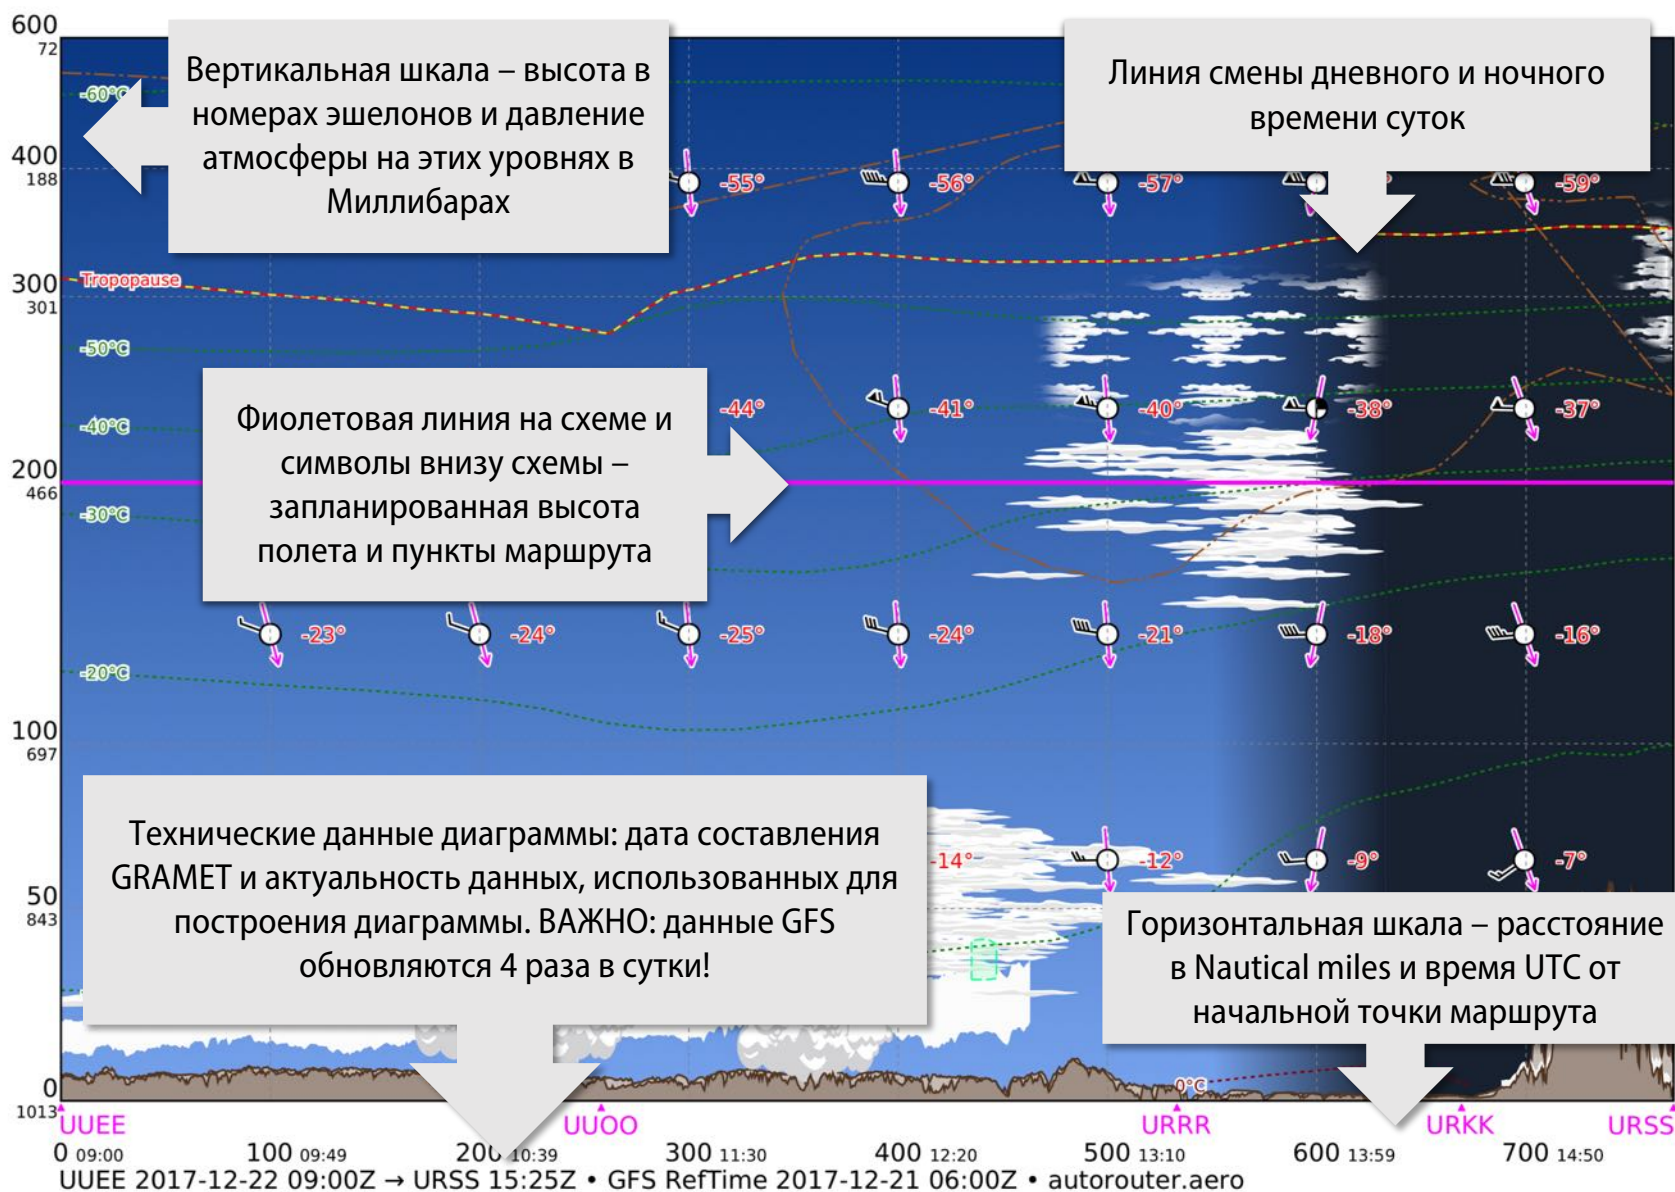 600
72
Вертикальная шкала – высота в
номерах эшелонов и давление
атмосферы на этих уровнях в
Миллибарах
Линия смены дневного и ночного
времени суток
-60°C
400
188
-55°
-56°
-57°
-59°
Tropopause
300
301
-50°C
Фиолетовая линия на схеме и
символы внизу схемы –
запланированная высота
полета и пункты маршрута
-44°
-41°
-40°
-38°
-37°
-40°C
200
466
-30°C
-23°
-24°
-25°
-24°
-21°
-18°
-16°
-20°C
100
697
Технические данные диаграммы: дата составления
GRAMET и актуальность данных, использованных для
построения диаграммы. ВАЖНО: данные GFS
обновляются 4 раза в сутки!
-14°
-12°
-9°
-7°
50
843
Горизонтальная шкала – расстояние
в Nautical miles и время UTC от
начальной точки маршрута
0
1013
0°C
UUEE UUOO URRR URKK URSS
0 09:00 100 09:49 200 10:39 300 11:30 400 12:20 500 13:10 600 13:59 700 14:50
UUEE 2017-12-22 09:00Z → URSS 15:25Z • GFS RefTime 2017-12-21 06:00Z • autorouter.aero